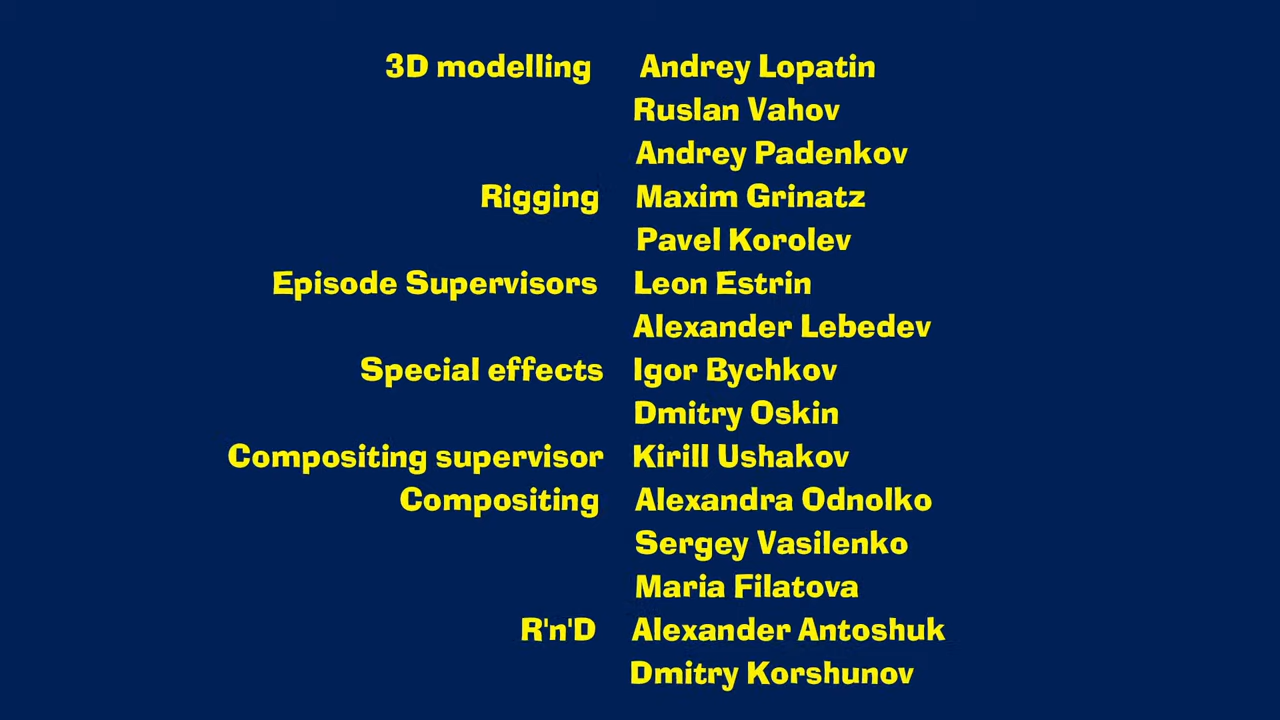 3D modelling Andrey Lopatin
Ruslan Vahov
Andrey Padenkov
Rigging Maxim Grinatz
Pavel Korolev
Episode Supervisors Leon Estrin
Alexander Lebedev
Special effects Igor Bychkov
Dmitry Oskin
Compositing supervisor Kirill Ushakov
Compositing Alexandra Odnolko
Sergey Vasilenko
Maria Filatova
R'n'D Alexander Antoshuk
Dmitry Korshunov